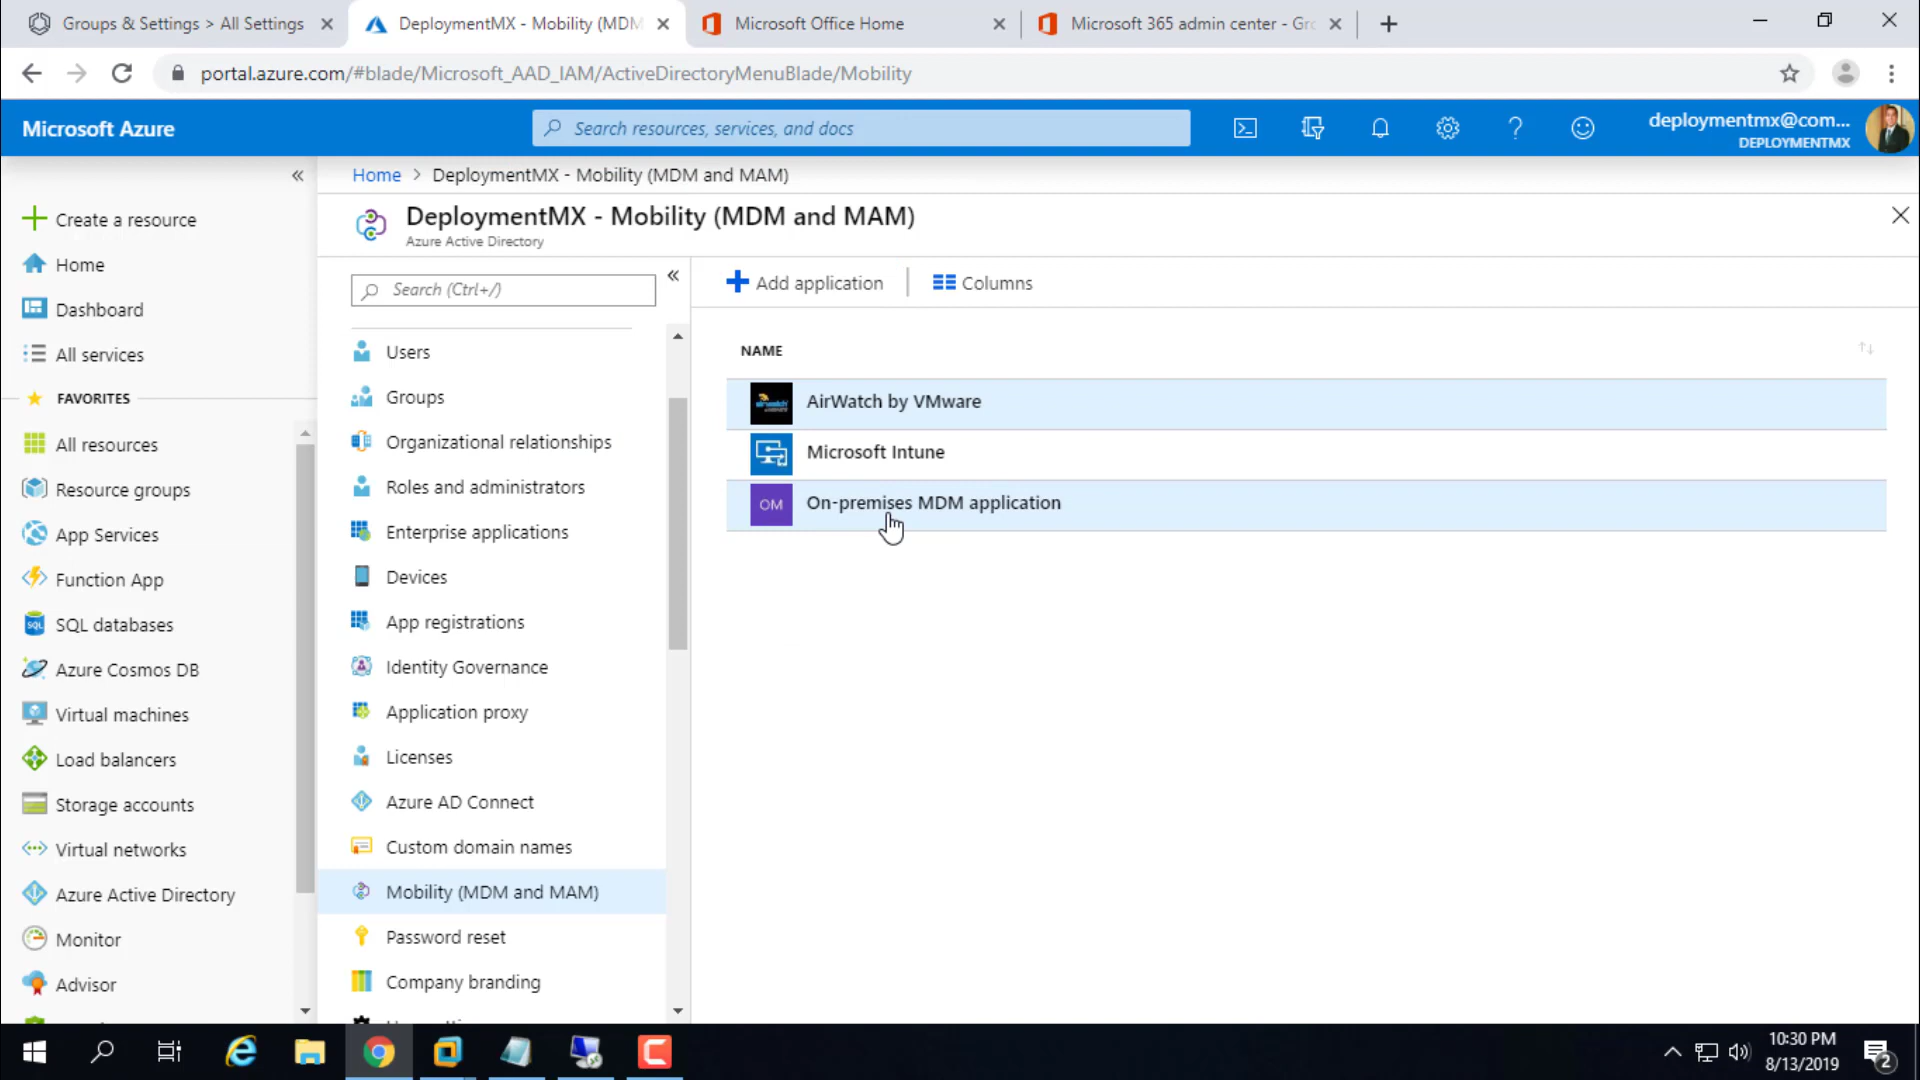 Groups & Settings > All Settings
DeploymentMX - Mobility (MDM
Microsoft Office Home
Microsoft 365 admin center - Gro
portal.azure.com/#blade/Microsoft_AAD_IAM/ActiveDirectoryMenuBlade/Mobility
Microsoft Azure
Search resources, services, and docs
deploymentmx@com...
DEPLOYMENTMX
Home > DeploymentMX - Mobility (MDM and MAM)
DeploymentMX - Mobility (MDM and MAM)
Azure Active Directory
Create a resource
Home
Dashboard
All services
FAVORITES
All resources
Resource groups
App Services
Function App
SQL databases
Azure Cosmos DB
Virtual machines
Load balancers
Storage accounts
Virtual networks
Azure Active Directory
Monitor
Advisor
Search (Ctrl+/)
Users
Groups
Organizational relationships
Roles and administrators
Enterprise applications
Devices
App registrations
Identity Governance
Application proxy
Licenses
Azure AD Connect
Custom domain names
Mobility (MDM and MAM)
Password reset
Company branding
Add application
Columns
NAME
AirWatch by VMware
Microsoft Intune
OM On-premises MDM application
10:30 PM
8/13/2019
2